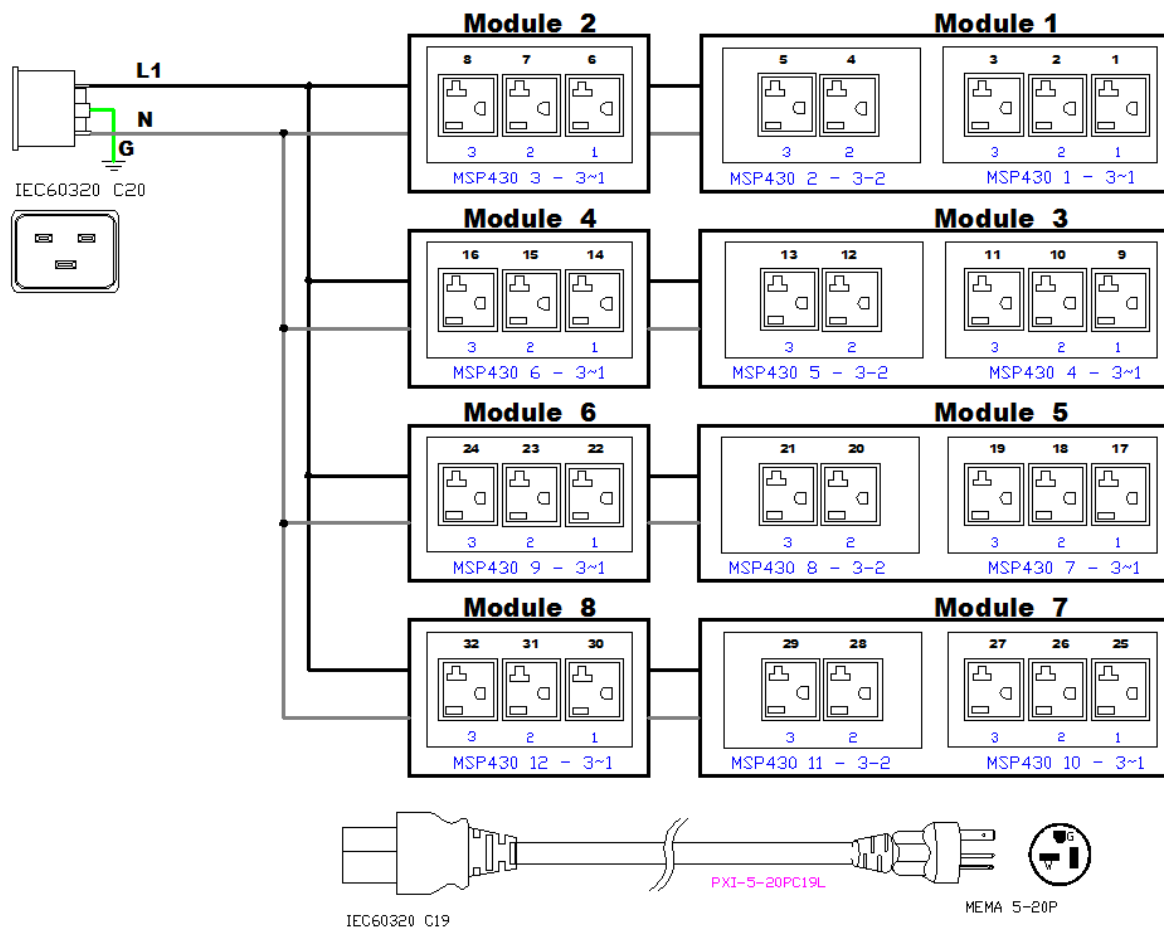 Module 2 Module 1
8 7 6 5 4 3 2 1
L1
N
G
3 2 1 3 2 3 2 1
MSP430 3 - 3~1 MSP430 2 - 3-2 MSP430 1 - 3~1
IEC60320 C20
Module 4 Module 3
16 15 14 13 12 11 10 9
3 2 1 3 2 3 2 1
MSP430 6 - 3~1 MSP430 5 - 3-2 MSP430 4 - 3~1
Module 6 Module 5
24 23 22 21 20 19 18 17
3 2 1 3 2 3 2 1
MSP430 9 - 3~1 MSP430 8 - 3-2 MSP430 7 - 3~1
Module 8 Module 7
32 31 30 29 28 27 26 25
3 2 1 3 2 3 2 1
MSP430 12 - 3~1 MSP430 11 - 3-2 MSP430 10 - 3~1
G
W
PXI-5-20PC19L
MEMA 5-20P
IEC60320 C19